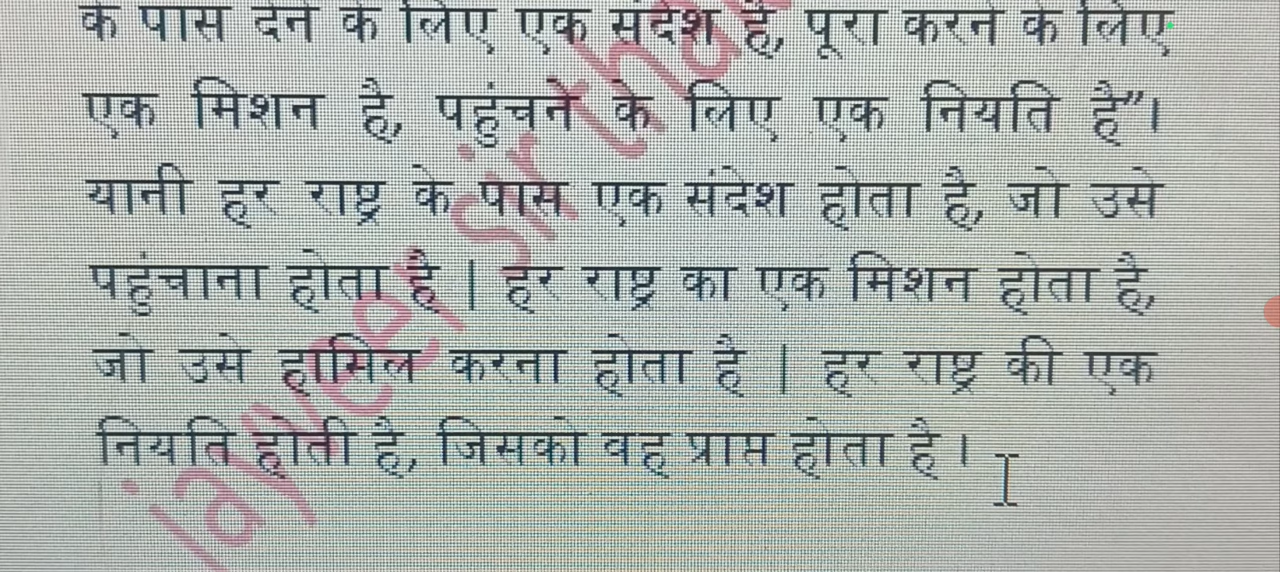 के पास देने के लिए एक संदेश है, पूरा करने के लिए
एक मिशन है, पहुंचने के लिए एक नियति है”।
यानी हर राष्ट्र के पास एक संदेश होता है, जो उसे
पहुंचाना होता है | हर राष्ट्र का एक मिशन होता है,
जो उसे हासिल करना होता है | हर राष्ट्र की एक
नियति होती है, जिसको वह प्राप्त होता है।